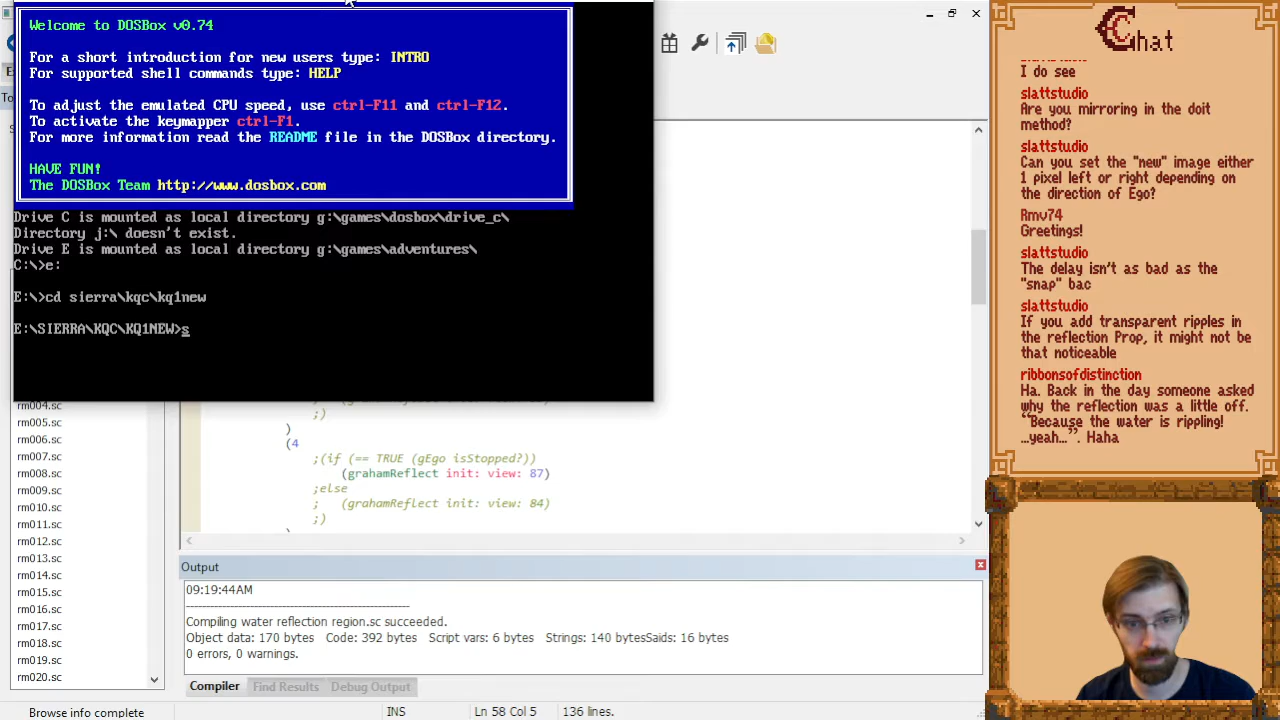 Welcome to DOSBox v0.74
For a short introduction for new users type: INTRO
For supported shell commands type: HELP
To adjust the emulated CPU speed, use ctrl-F11 and ctrl-F12.
To activate the keymapper ctrl-F1.
For more information read the README file in the DOSBox directory.
HAVE FUN!
The DOSBox Team http://www.dosbox.com
Drive C is mounted as local directory g:\games\dosbox\drive_c\
Directory j:\ doesn't exist.
Drive E is mounted as local directory g:\games\adventures\
C:\>e:
E:\>cd sierra\kqc\kq1new
E:\SIERRA\KQC\KQ1NEW>s
rm004.sc
rm005.sc
rm006.sc
rm007.sc
rm008.sc
rm009.sc
rm010.sc
rm011.sc
rm012.sc
rm013.sc
rm014.sc
rm015.sc
rm016.sc
rm017.sc
rm018.sc
rm019.sc
rm020.sc
;)
)
(4
;(if (== TRUE (gEgo isStopped?))
(grahamReflect init: view: 87)
;else
; (grahamReflect init: view: 84)
;)
Output
09:19:44AM
Compiling water reflection region.sc succeeded.
Object data: 170 bytes Code: 392 bytes Script vars: 6 bytes Strings: 140 bytesSaids: 16 bytes
0 errors, 0 warnings.
Compiler Find Results Debug Output
Browse info complete INS Ln 58 Col 5 136 lines.
Chat
I do see
slattstudio
Are you mirroring in the doit
method?
slattstudio
Can you set the "new" image either
1 pixel left or right depending on
the direction of Ego?
Rmv74
Greetings!
slattstudio
The delay isn't as bad as the
"snap" bac
slattstudio
If you add transparent ripples in
the reflection Prop, it might not be
that noticeable
ribbonsofdistinction
Ha. Back in the day someone asked
why the reflection was a little off.
“Because the water is rippling!
…yeah…”. Haha